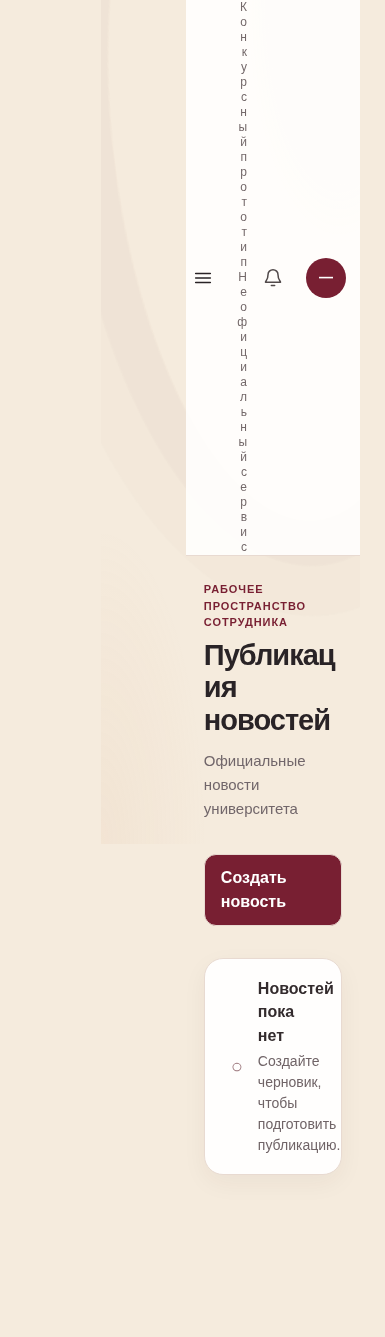 К
о
н
к
у
р
с
н
ы
й
п
р
о
т
о
т
и
п
Н
е
о
ф
и
ц
и
а
л
ь
н
ы
й
с
е
р
в
и
с
РАБОЧЕЕ
ПРОСТРАНСТВО
СОТРУДНИКА
Публикац
ия
новостей
Официальные
новости
университета
Создать
новость
Новостей
пока
нет
Создайте
черновик,
чтобы
подготовить
публикацию.